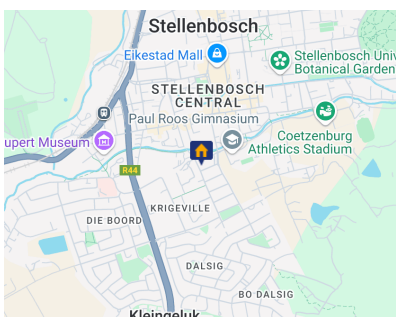 Stellenbosch
Eikestad Mall
Stellenbosch Univ
Botanical Garden
STELLENBOSCH
CENTRAL
Paul Roos Gimnasium
Coetzenburg
Athletics Stadium
upert Museum
R44
KRIGEVILLE
DIE BOORD
DALSIG
BO DALSIG
Kleingeluk